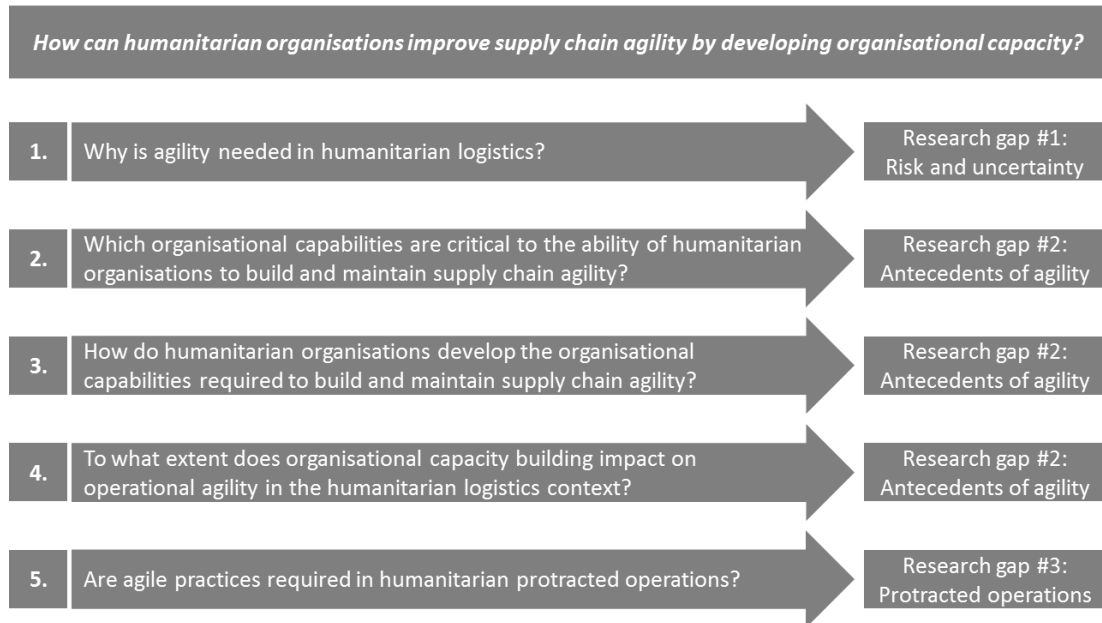 How can humanitarian organisations improve supply chain agility by developing organisational capacity?
1.
Why is agility needed in humanitarian logistics?
Research gap #1:
Risk and uncertainty
2.
Which organisational capabilities are critical to the ability of humanitarian
organisations to build and maintain supply chain agility?
Research gap #2:
Antecedents of agility
3.
How do humanitarian organisations develop the organisational
capabilities required to build and maintain supply chain agility?
Research gap #2:
Antecedents of agility
4.
To what extent does organisational capacity building impact on
operational agility in the humanitarian logistics context?
Research gap #2:
Antecedents of agility
5.
Are agile practices required in humanitarian protracted operations?
Research gap #3:
Protracted operations